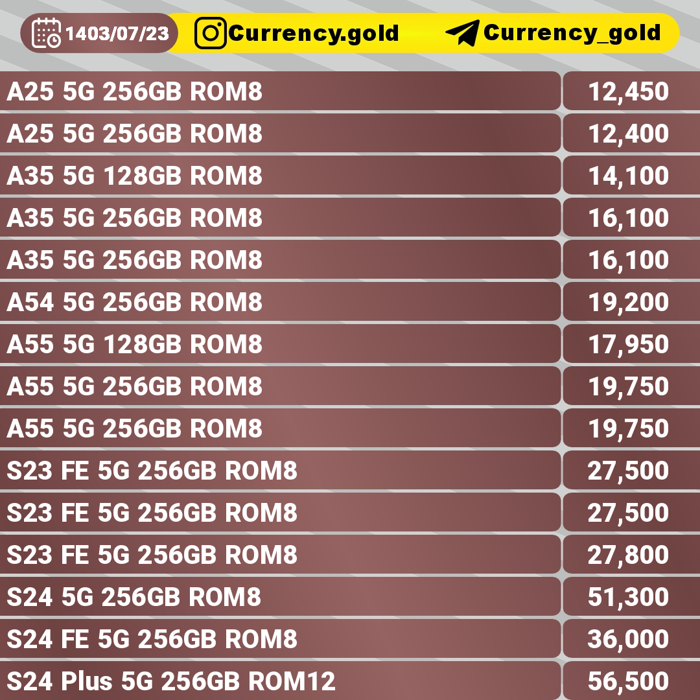 1403/07/23 Currency.gold Currency_gold
A25 5G 256GB ROM8 12,450
A25 5G 256GB ROM8 12,400
A35 5G 128GB ROM8 14,100
A35 5G 256GB ROM8 16,100
A35 5G 256GB ROM8 16,100
A54 5G 256GB ROM8 19,200
A55 5G 128GB ROM8 17,950
A55 5G 256GB ROM8 19,750
A55 5G 256GB ROM8 19,750
S23 FE 5G 256GB ROM8 27,500
S23 FE 5G 256GB ROM8 27,500
S23 FE 5G 256GB ROM8 27,800
S24 5G 256GB ROM8 51,300
S24 FE 5G 256GB ROM8 36,000
S24 Plus 5G 256GB ROM12 56,500